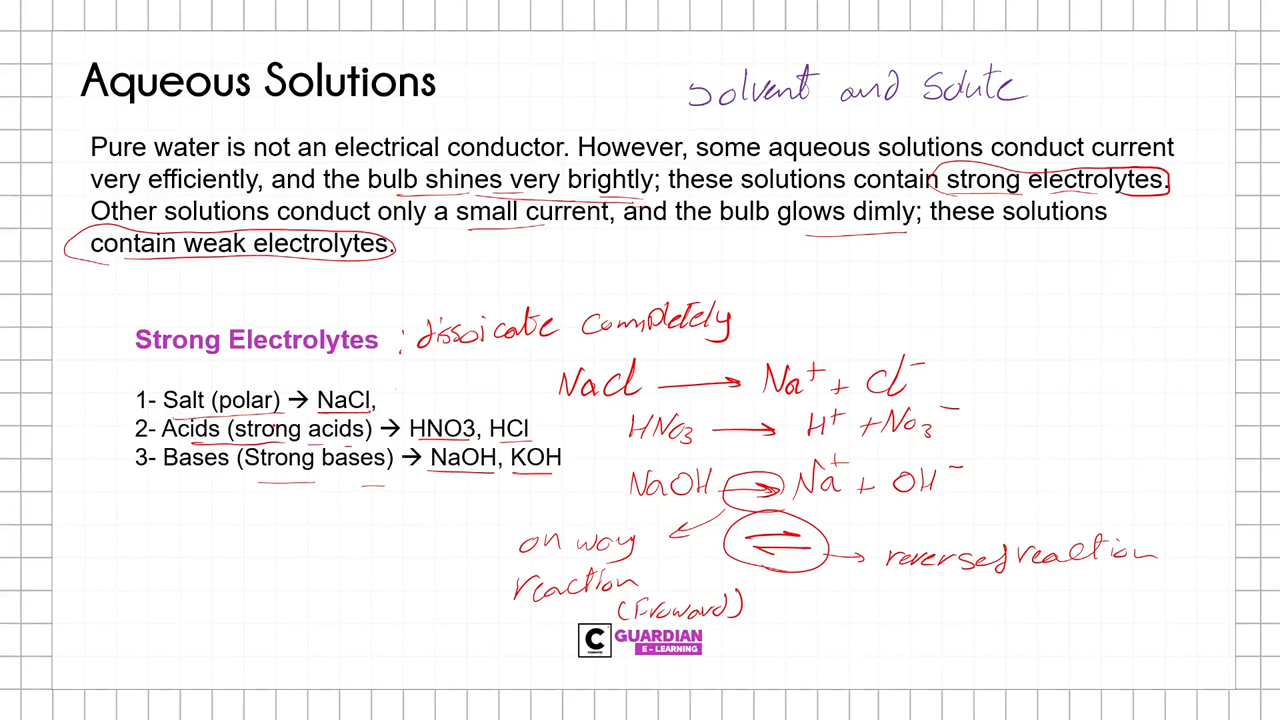 Aqueous Solutions
solvent and solute
Pure water is not an electrical conductor. However, some aqueous solutions conduct current
very efficiently, and the bulb shines very brightly; these solutions contain strong electrolytes.
Other solutions conduct only a small current, and the bulb glows dimly; these solutions
contain weak electrolytes.
Strong Electrolytes : dissoicate completely
NaCl → Na⁺ + Cl⁻
1- Salt (polar) → NaCl,
2- Acids (strong acids) → HNO3, HCl
HNO₃ → H⁺ + NO₃⁻
3- Bases (Strong bases) → NaOH, KOH
NaOH → Na⁺ + OH⁻
on way
reaction
(Froward)
⇌ → reversed reaction
C
GUARDIAN
E - LEARNING